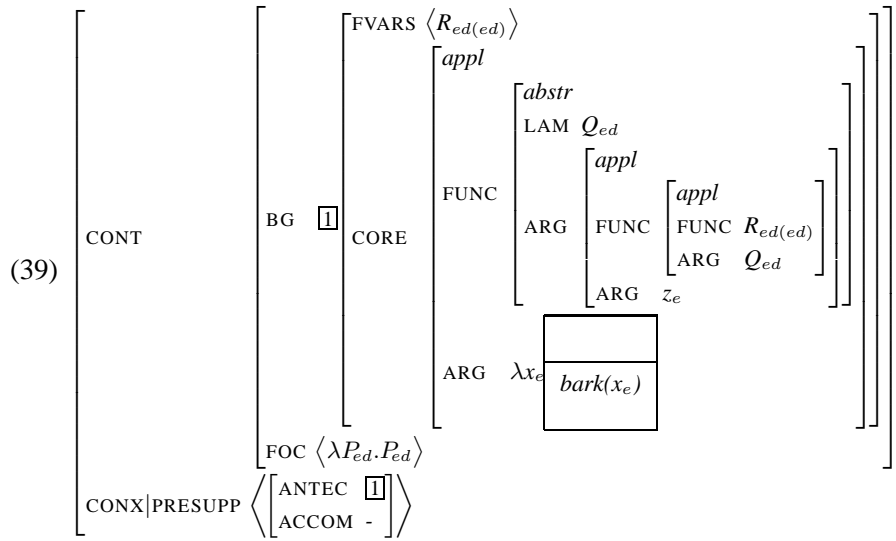 FVARS ⟨R_{ed(ed)}⟩
appl
abstr
LAM Q_{ed}
appl
appl
FUNC
BG [1] CORE
ARG FUNC FUNC R_{ed(ed)}
(39) CONT
ARG Q_{ed}
ARG z_e
ARG λx_e bark(x_e)
FOC ⟨λP_{ed}.P_{ed}⟩
CONX|PRESUPP ⟨[ANTEC [1]
ACCOM -]⟩